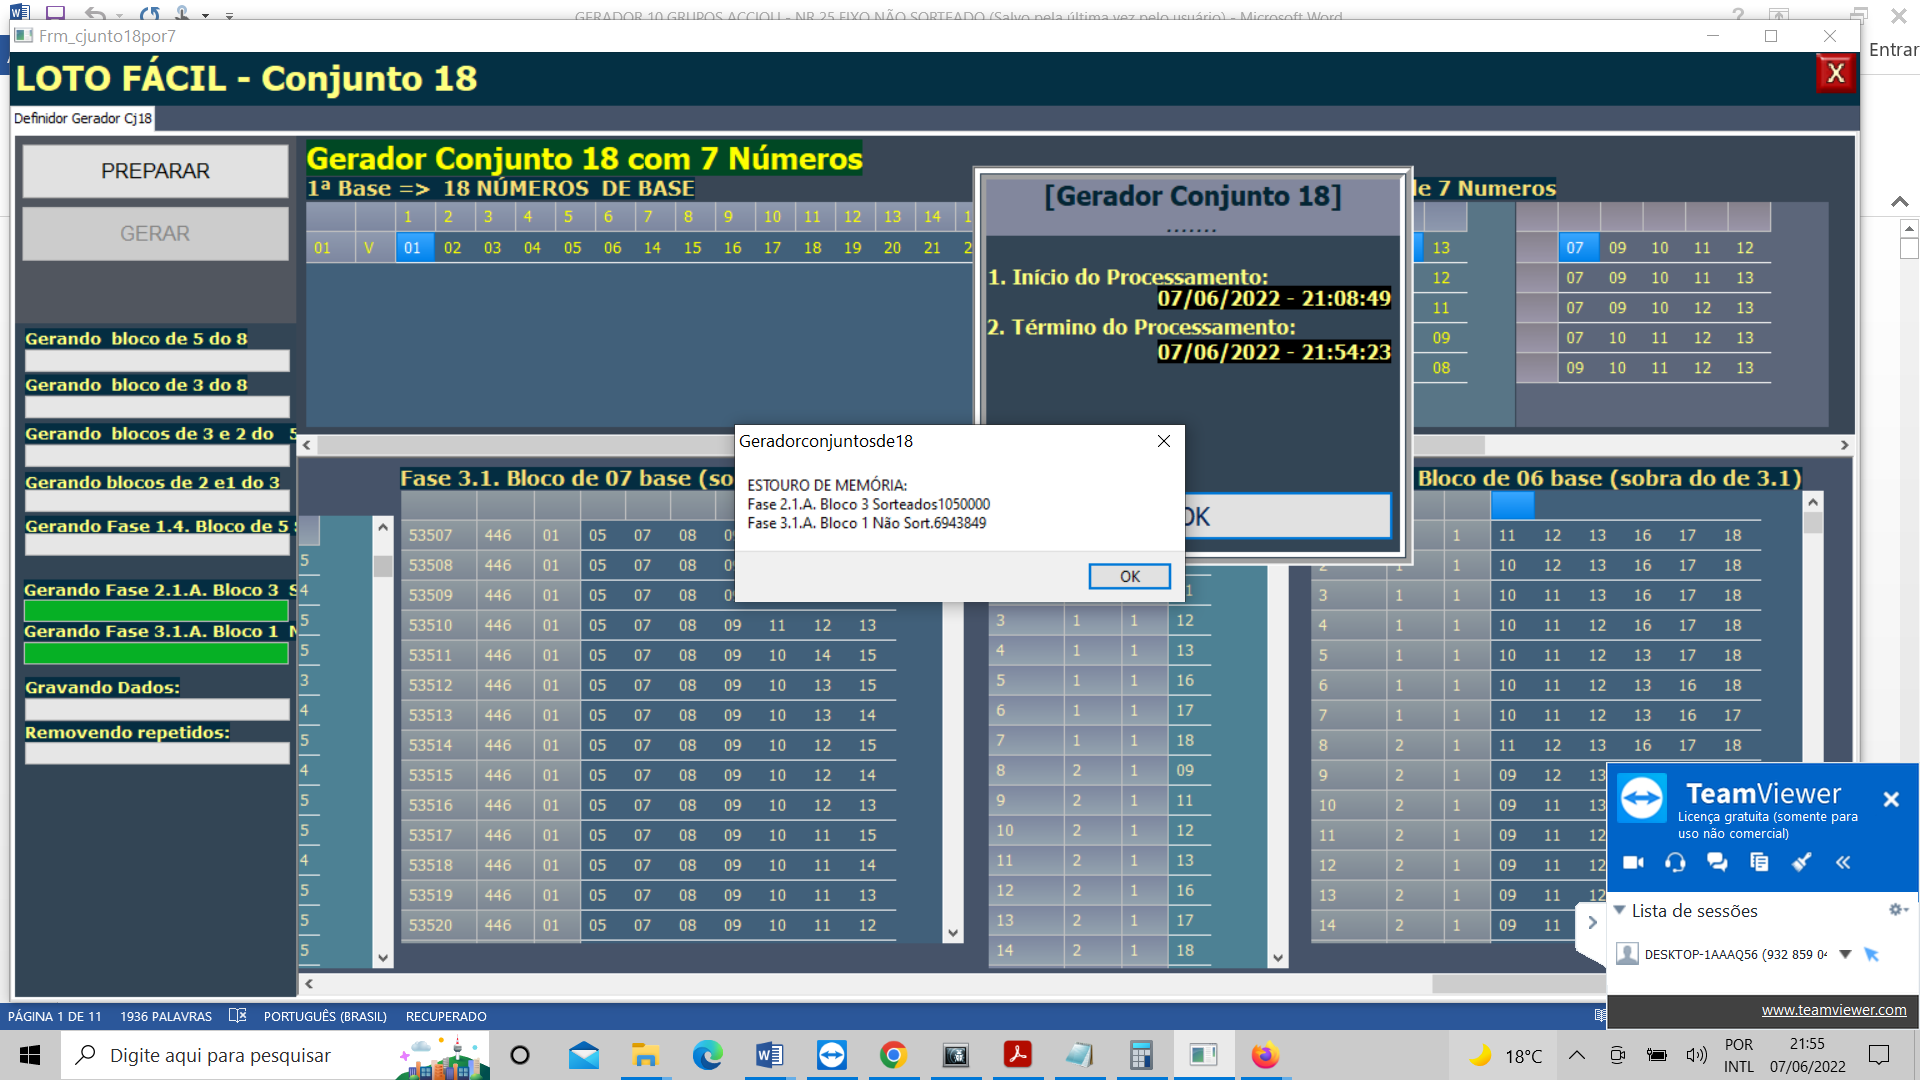 GERADOR 10 GRUPOS ACCIOLI - NR 25 FIXO NÃO SORTEADO (Salvo pela última vez pelo usuário) - Microsoft Word
Entrar
Frm_cjunto18por7
LOTO FÁCIL - Conjunto 18
X
Definidor Gerador Cj18
PREPARAR
GERAR
Gerador Conjunto 18 com 7 Números
1ª Base => 18 NÚMEROS DE BASE
de 7 Numeros
1 2 3 4 5 6 7 8 9 10 11 12 13 14
01 V 01 02 03 04 05 06 14 15 16 17 18 19 20 21
13
12
11
09
08
07 09 10 11 12
07 09 10 11 13
07 09 10 12 13
07 10 11 12 13
09 10 11 12 13
[Gerador Conjunto 18]
.......
1. Início do Processamento:
07/06/2022 - 21:08:49
2. Término do Processamento:
07/06/2022 - 21:54:23
OK
Geradorconjuntosde18
ESTOURO DE MEMÓRIA:
Fase 2.1.A. Bloco 3 Sorteados1050000
Fase 3.1.A. Bloco 1 Não Sort.6943849
OK
Gerando bloco de 5 do 8
Gerando bloco de 3 do 8
Gerando blocos de 3 e 2 do 5
Gerando blocos de 2 e1 do 3
Gerando Fase 1.4. Bloco de 5
Gerando Fase 2.1.A. Bloco 3 S
Gerando Fase 3.1.A. Bloco 1 N
Gravando Dados:
Removendo repetidos:
5
4
5
5
3
4
5
4
5
5
4
5
5
5
Fase 3.1. Bloco de 07 base (so
53507 446 01 05 07 08
53508 446 01 05 07 08
53509 446 01 05 07 08
53510 446 01 05 07 08 09 11 12 13
53511 446 01 05 07 08 09 10 14 15
53512 446 01 05 07 08 09 10 13 15
53513 446 01 05 07 08 09 10 13 14
53514 446 01 05 07 08 09 10 12 15
53515 446 01 05 07 08 09 10 12 14
53516 446 01 05 07 08 09 10 12 13
53517 446 01 05 07 08 09 10 11 15
53518 446 01 05 07 08 09 10 11 14
53519 446 01 05 07 08 09 10 11 13
53520 446 01 05 07 08 09 10 11 12
3 1 1 12
4 1 1 13
5 1 1 16
6 1 1 17
7 1 1 18
8 2 1 09
9 2 1 11
10 2 1 12
11 2 1 13
12 2 1 16
13 2 1 17
14 2 1 18
Bloco de 06 base (sobra do de 3.1)
1 11 12 13 16 17 18
2 1 1 10 12 13 16 17 18
3 1 1 10 11 13 16 17 18
4 1 1 10 11 12 16 17 18
5 1 1 10 11 12 13 17 18
6 1 1 10 11 12 13 16 18
7 1 1 10 11 12 13 16 17
8 2 1 11 12 13 16 17 18
9 2 1 09 12 13
10 2 1 09 11 13
11 2 1 09 11 12
12 2 1 09 11 12
13 2 1 09 11 12
14 2 1 09 11
TeamViewer
Licença gratuita (somente para
uso não comercial)
Lista de sessões
DESKTOP-1AAAQ56 (932 859 04
www.teamviewer.com
PÁGINA 1 DE 11 1936 PALAVRAS PORTUGUÊS (BRASIL) RECUPERADO
Digite aqui para pesquisar
18°C
POR
INTL
21:55
07/06/2022